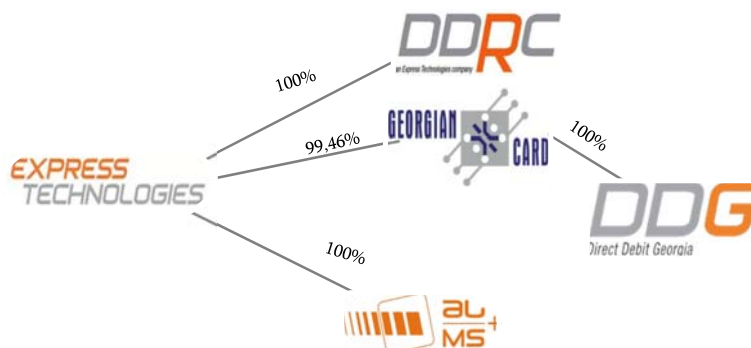 DDRC
an Express Technologies company
100%
GEORGIAN
CARD
99,46%
100%
EXPRESS
TECHNOLOGIES
DDG
Direct Debit Georgia
100%
MS+